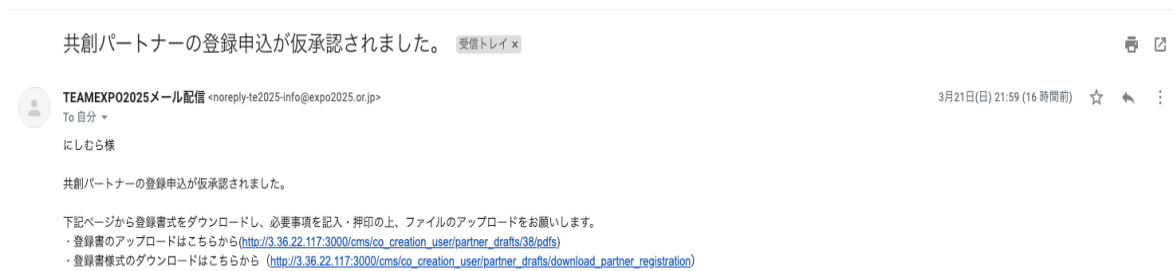 共創パートナーの登録申込が仮承認されました。 受信トレイ ×
TEAMEXPO2025メール配信 <noreply-te2025-info@expo2025.or.jp> 3月21日(日) 21:59 (16 時間前)
To 自分
にしむら様
共創パートナーの登録申込が仮承認されました。
下記ページから登録書式をダウンロードし、必要事項を記入・押印の上、ファイルのアップロードをお願いします。
・登録書のアップロードはこちらから(http://3.36.22.117:3000/cms/co_creation_user/partner_drafts/38/pdfs)
・登録書様式のダウンロードはこちらから（http://3.36.22.117:3000/cms/co_creation_user/partner_drafts/download_partner_registration）